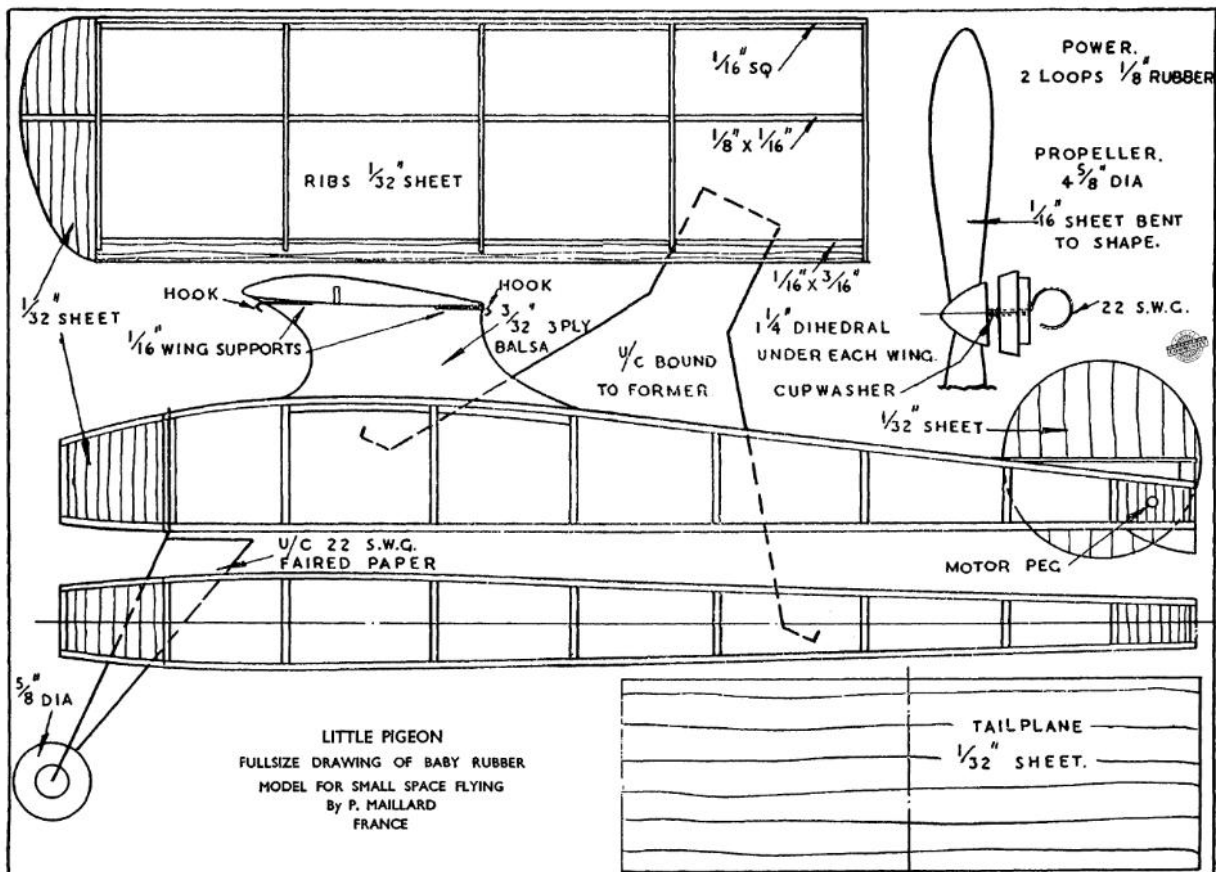 1/16" SQ
POWER.
2 LOOPS 1/8" RUBBER
1/8" X 1/16"
RIBS 1/32" SHEET
PROPELLER.
4 5/8" DIA
1/16" SHEET BENT
TO SHAPE.
1/16" X 3/16"
HOOK
HOOK
1/32" SHEET
1/16" WING SUPPORTS
3/32" 3 PLY
BALSA
U/C BOUND
TO FORMER
1 1/4" DIHEDRAL
UNDER EACH WING.
22 S.W.G.
CUPWASHER
1/32" SHEET
U/C 22 S.W.G.
FAIRED PAPER
MOTOR PEG
5/8" DIA
LITTLE PIGEON
FULLSIZE DRAWING OF BABY RUBBER
MODEL FOR SMALL SPACE FLYING
By P. MAILLARD
FRANCE
TAILPLANE
1/32" SHEET.